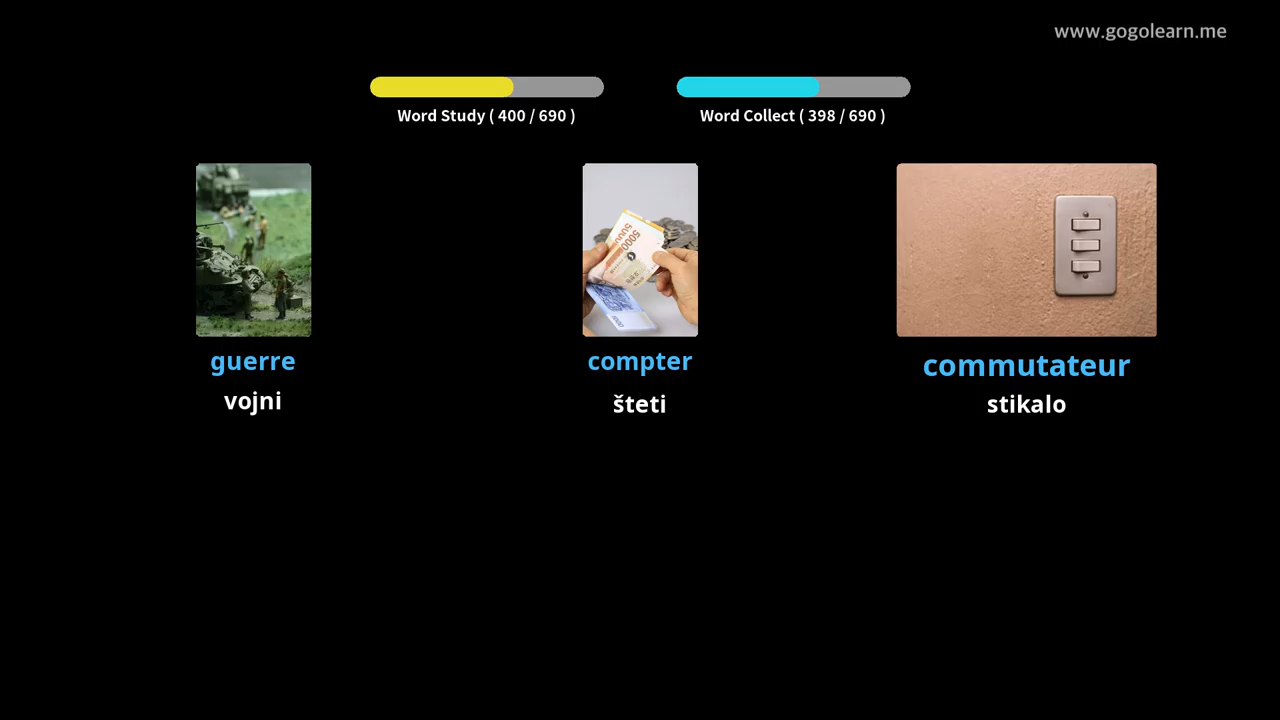 www.gogolearn.me
Word Study ( 400 / 690 )
Word Collect ( 398 / 690 )
guerre
vojni
compter
šteti
commutateur
stikalo